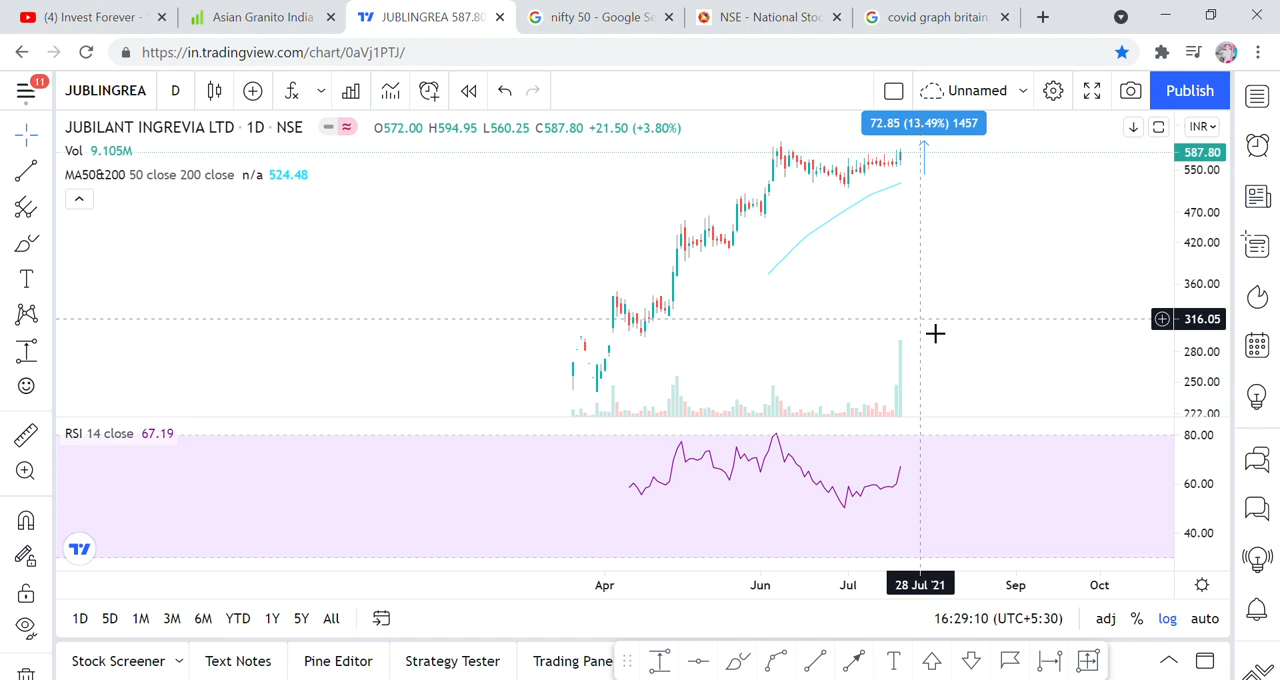 (4) Invest Forever -
Asian Granito India
JUBLINGREA 587.80
nifty 50 - Google Se
NSE - National Stoc
covid graph britain
https://in.tradingview.com/chart/0aVj1PTJ/
11
JUBLINGREA
D
Unnamed
Publish
JUBILANT INGREVIA LTD · 1D · NSE
O572.00 H594.95 L560.25 C587.80 +21.50 (+3.80%)
72.85 (13.49%) 1457
INR
Vol 9.105M
MA50&200 50 close 200 close n/a 524.48
587.80
550.00
470.00
420.00
360.00
316.05
280.00
250.00
222.00
RSI 14 close 67.19
80.00
60.00
40.00
Apr
Jun
Jul
28 Jul '21
Sep
Oct
1D 5D 1M 3M 6M YTD 1Y 5Y All
16:29:10 (UTC+5:30)
adj % log auto
Stock Screener
Text Notes
Pine Editor
Strategy Tester
Trading Pane
T